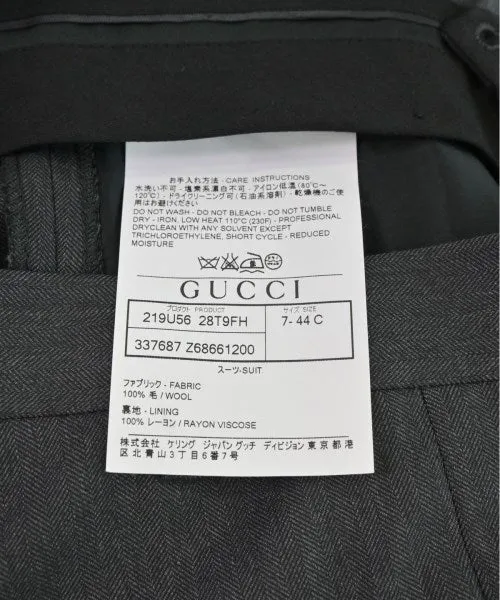 お手入れ方法 - CARE INSTRUCTIONS
水洗い不可 - 塩素系漂白不可 - アイロン低温(80℃~
120℃) - ドライクリーニング可(石油系溶剤) - 乾燥機のご使
用はお避けください
DO NOT WASH - DO NOT BLEACH - DO NOT TUMBLE
DRY - IRON, LOW HEAT 110°C (230F) - PROFESSIONAL
DRYCLEAN WITH ANY SOLVENT EXCEPT
TRICHLOROETHYLENE, SHORT CYCLE - REDUCED
MOISTURE
GUCCI
プロダクト PRODUCT サイズ SIZE
219U56 28T9FH 7- 44 C
337687 Z68661200
スーツ-SUIT
ファブリック - FABRIC
100% 毛 / WOOL
裏地 - LINING
100% レーヨン / RAYON VISCOSE
株式会社 ケリング ジャパン グッチ ディビジョン 東京都港
区北青山3丁目6番7号